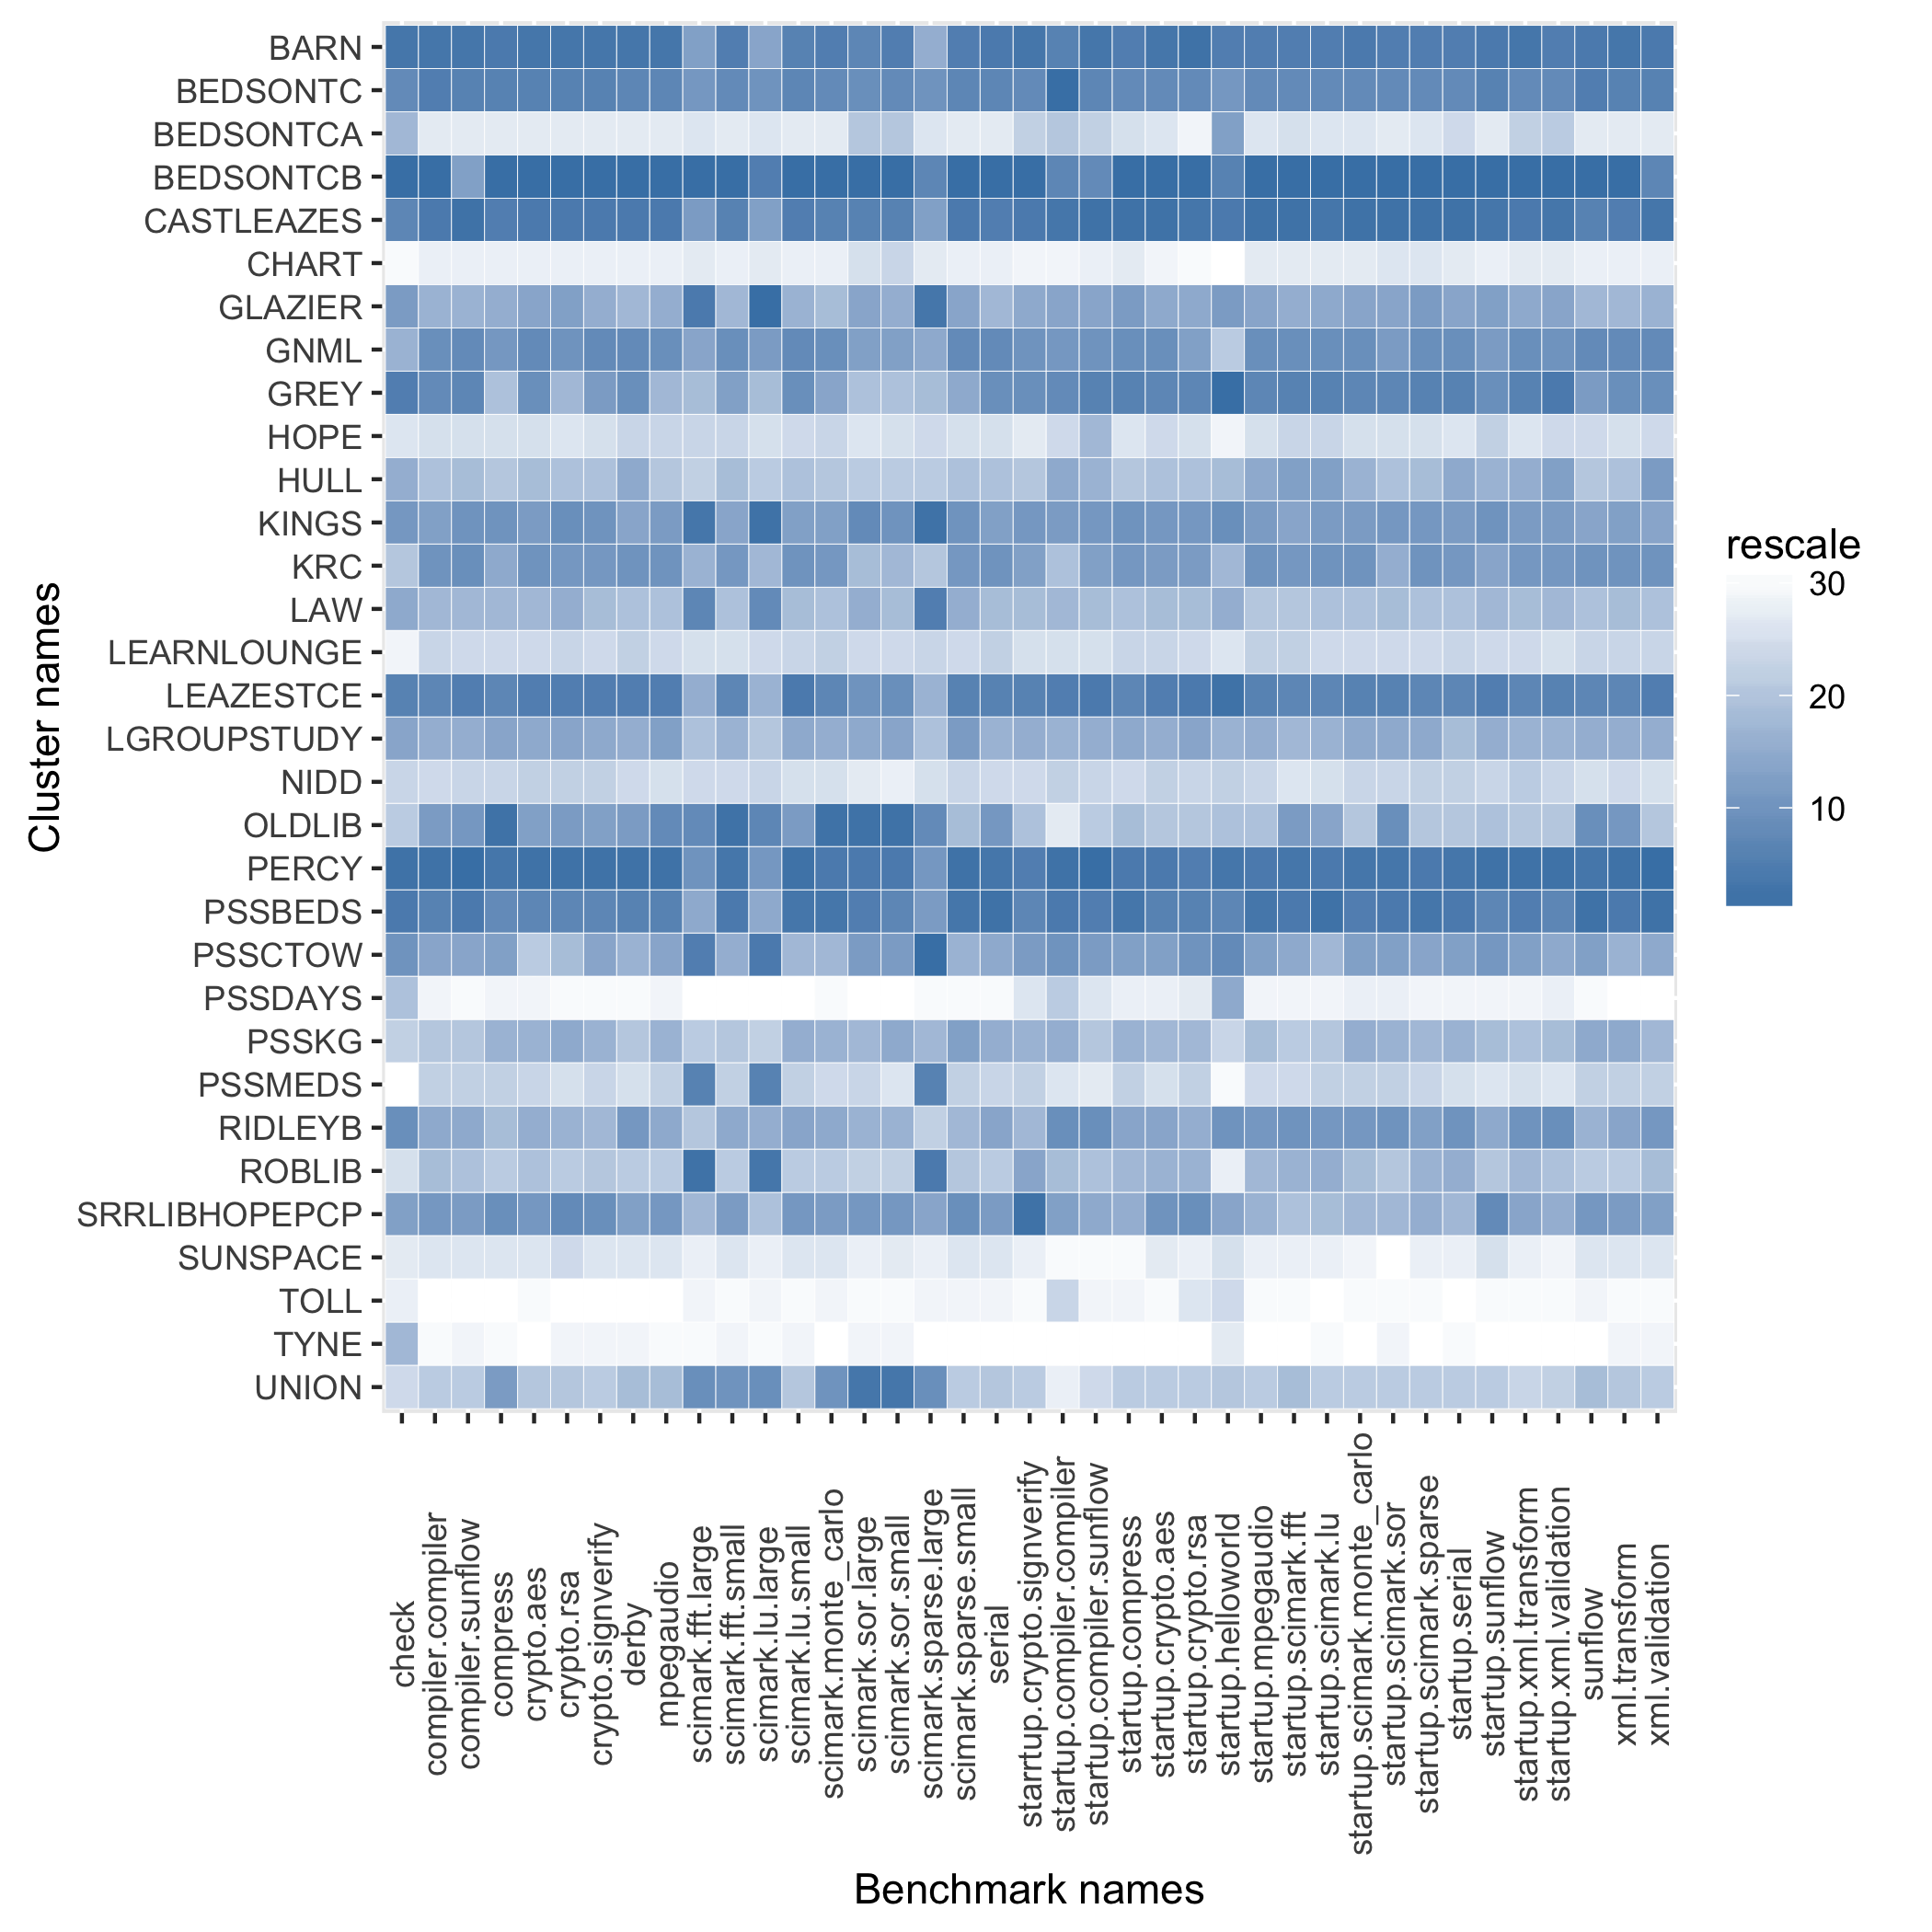 Cluster names
BARN
BEDSONTC
BEDSONTCA
BEDSONTCB
CASTLEAZES
CHART
GLAZIER
GNML
GREY
HOPE
HULL
KINGS
KRC
LAW
LEARNLOUNGE
LEAZESTCE
LGROUPSTUDY
NIDD
OLDLIB
PERCY
PSSBEDS
PSSCTOW
PSSDAYS
PSSKG
PSSMEDS
RIDLEYB
ROBLIB
SRRLIBHOPEPCP
SUNSPACE
TOLL
TYNE
UNION
check
compiler.compiler
compiler.sunflow
compress
crypto.aes
crypto.rsa
crypto.signverify
derby
mpegaudio
scimark.fft.large
scimark.fft.small
scimark.lu.large
scimark.lu.small
scimark.monte_carlo
scimark.sor.large
scimark.sor.small
scimark.sparse.large
scimark.sparse.small
serial
starrtup.crypto.signverify
startup.compiler.compiler
startup.compiler.sunflow
startup.compress
startup.crypto.aes
startup.crypto.rsa
startup.helloworld
startup.mpegaudio
startup.scimark.fft
startup.scimark.lu
startup.scimark.monte_carlo
startup.scimark.sor
startup.scimark.sparse
startup.serial
startup.sunflow
startup.xml.transform
startup.xml.validation
sunflow
xml.transform
xml.validation
Benchmark names
rescale
30
20
10